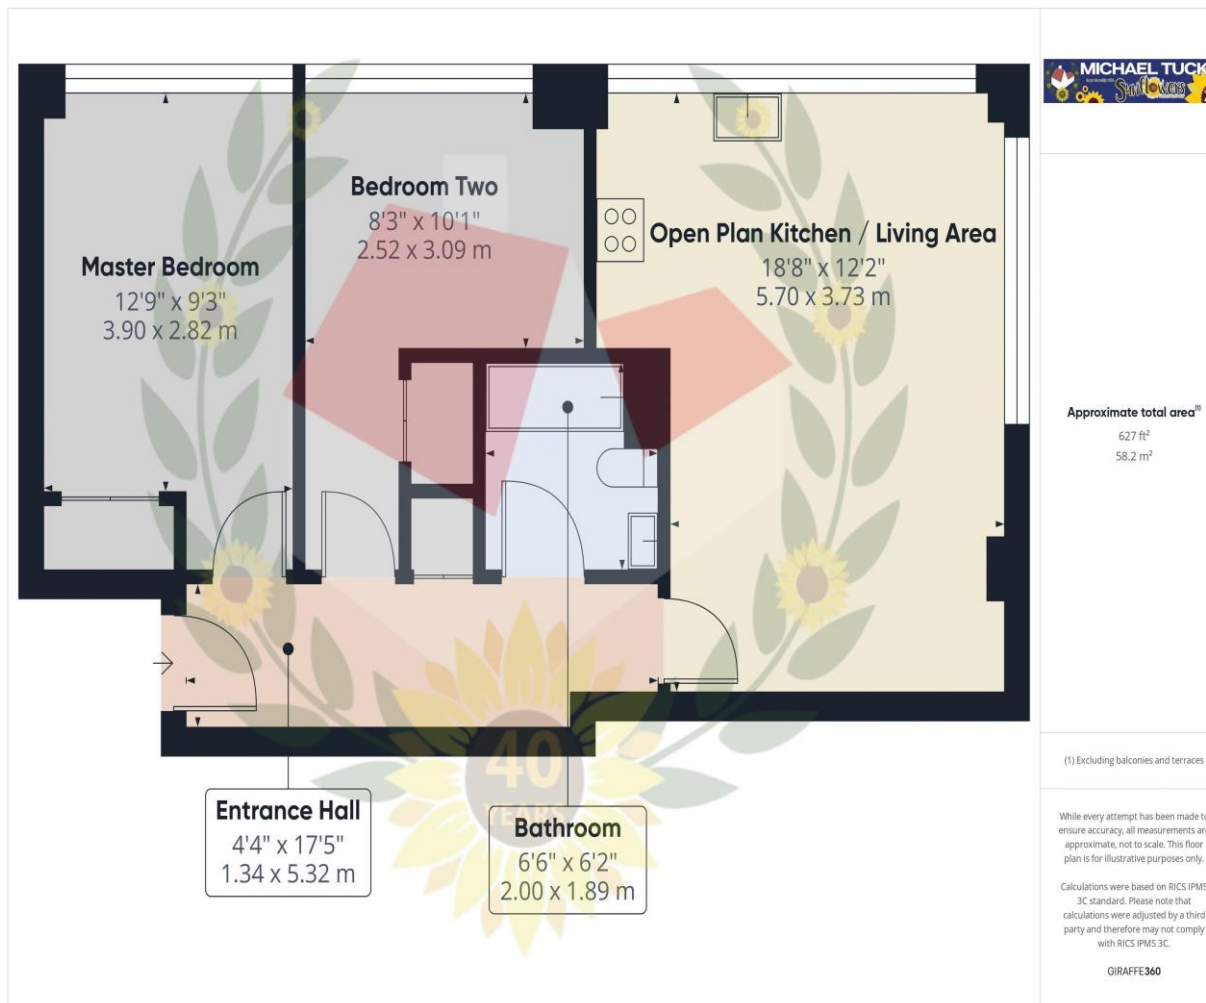 MICHAEL TUCK
Sunflowers
Bedroom Two
8'3" x 10'1"
2.52 x 3.09 m
Open Plan Kitchen / Living Area
18'8" x 12'2"
5.70 x 3.73 m
Master Bedroom
12'9" x 9'3"
3.90 x 2.82 m
Approximate total area(1)
627 ft²
58.2 m²
40
YEARS
Entrance Hall
4'4" x 17'5"
1.34 x 5.32 m
Bathroom
6'6" x 6'2"
2.00 x 1.89 m
(1) Excluding balconies and terraces
While every attempt has been made to
ensure accuracy, all measurements are
approximate, not to scale. This floor
plan is for illustrative purposes only.
Calculations were based on RICS IPMS
3C standard. Please note that
calculations were adjusted by a third
party and therefore may not comply
with RICS IPMS 3C.
GIRAFFE360